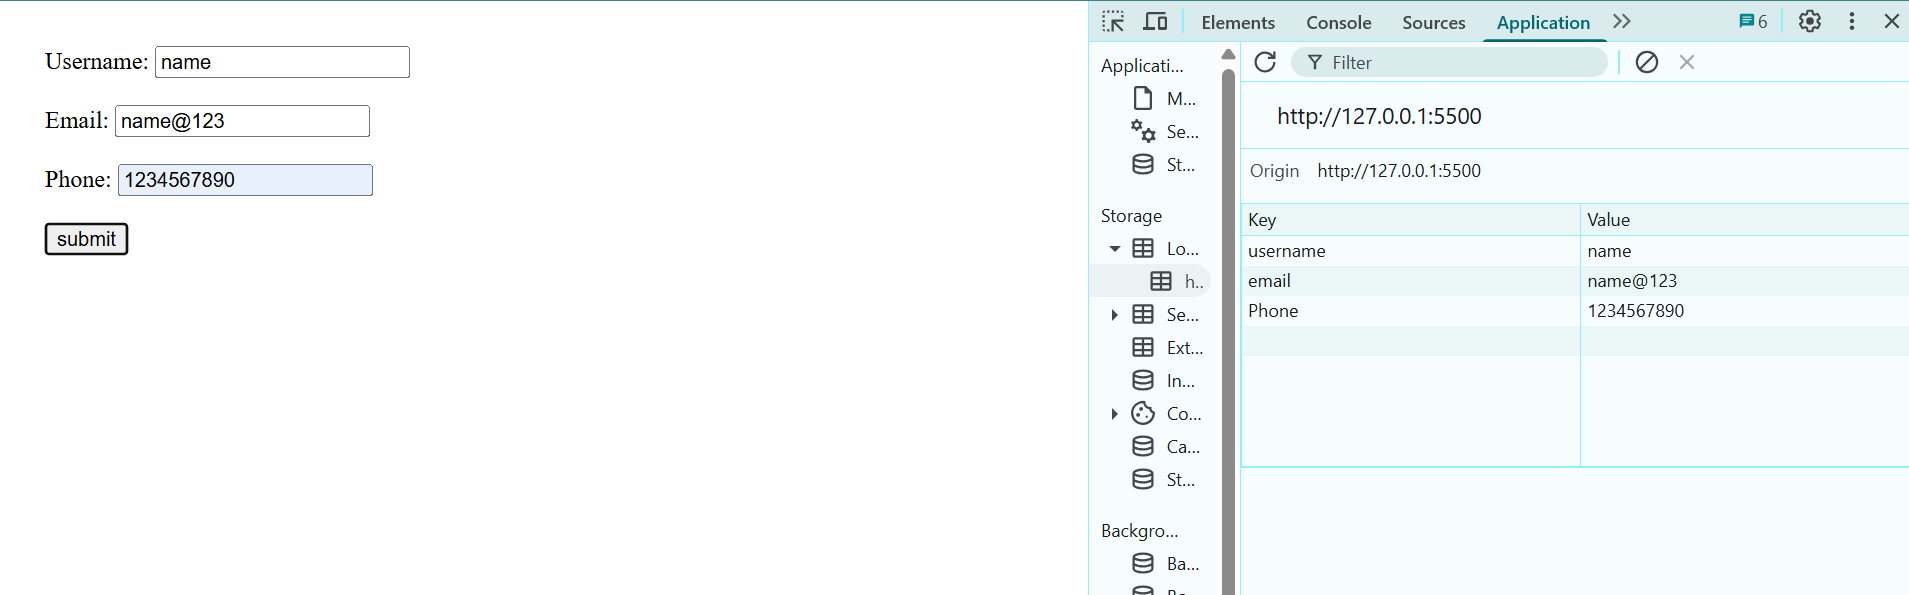 Username: name
Email: name@123
Phone: 1234567890
submit
Elements Console Sources Application 6
Applicati...
M...
Se...
St...
Storage
Lo...
h..
Se...
Ext...
In...
Co...
Ca...
St...
Backgro...
Ba...
Filter
http://127.0.0.1:5500
Origin http://127.0.0.1:5500
Key Value
username name
email name@123
Phone 1234567890